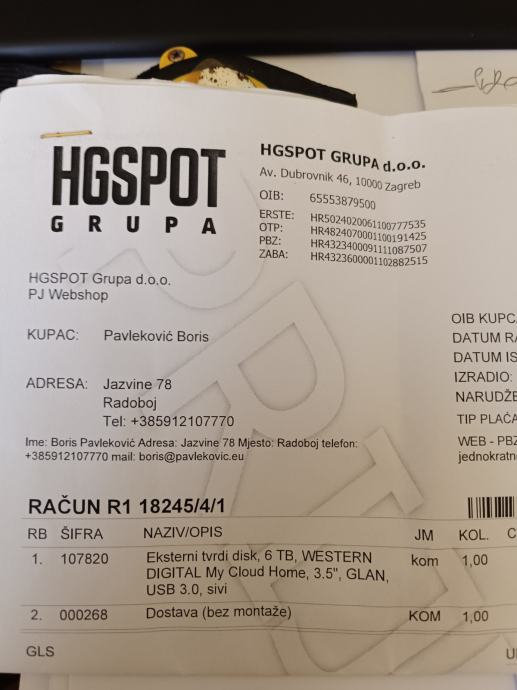 HGSPOT
GRUPA
HGSPOT GRUPA d.o.o.
Av. Dubrovnik 46, 10000 Zagreb
OIB: 65553879500
ERSTE: HR5024020061100777535
OTP: HR4824070001100191425
PBZ: HR4323400091111087507
ZABA: HR4323600001102882515
HGSPOT Grupa d.o.o.
PJ Webshop
KUPAC: Pavleković Boris
ADRESA: Jazvine 78
Radoboj
Tel: +385912107770
Ime: Boris Pavleković Adresa: Jazvine 78 Mjesto: Radoboj telefon:
+385912107770 mail: boris@pavlekovic.eu
OIB KUPC
DATUM RA
DATUM IS
IZRADIO:
NARUDŽE
TIP PLAĆA
WEB - PBZ
jednokratn
RAČUN R1 18245/4/1
RB ŠIFRA NAZIV/OPIS JM KOL. C
1. 107820 Eksterni tvrdi disk, 6 TB, WESTERN kom 1,00
DIGITAL My Cloud Home, 3.5", GLAN,
USB 3.0, sivi
2. 000268 Dostava (bez montaže) KOM 1,00
GLS